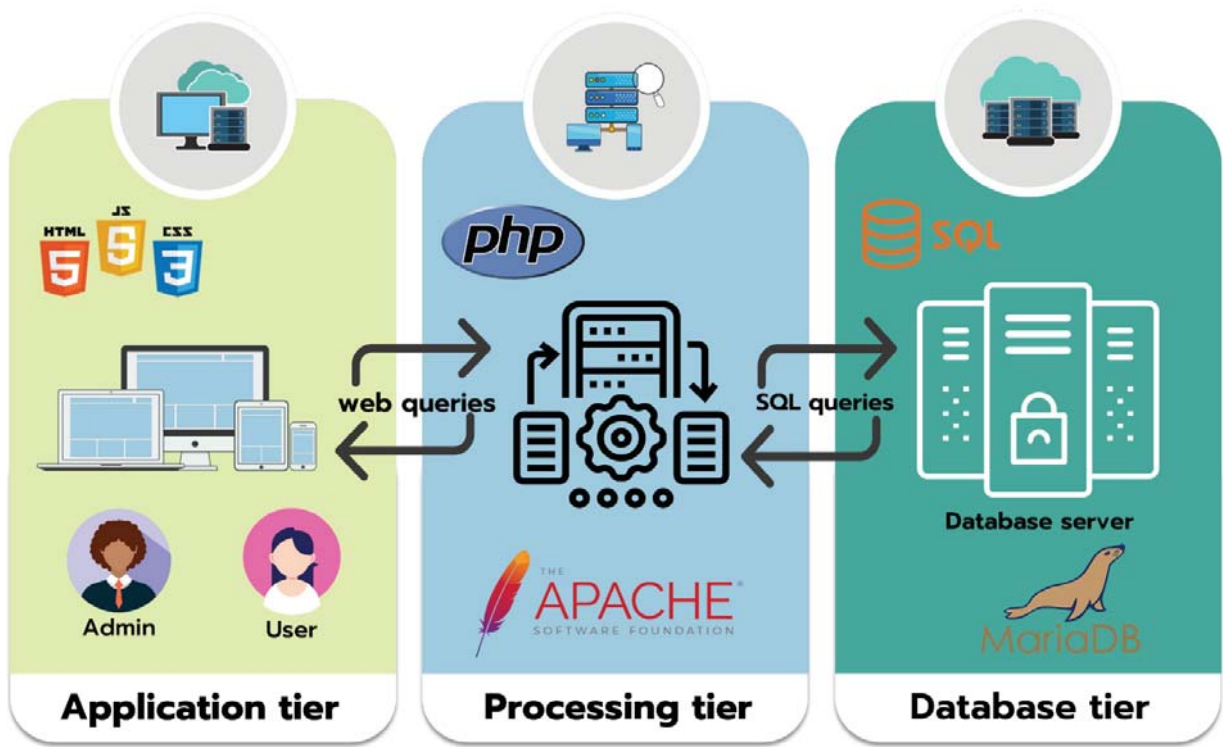 HTML
JS
CSS
5
5
3
web queries
Admin
User
Application tier
php
SQL queries
THE
APACHE®
SOFTWARE FOUNDATION
Processing tier
SQL
Database server
MariaDB
Database tier